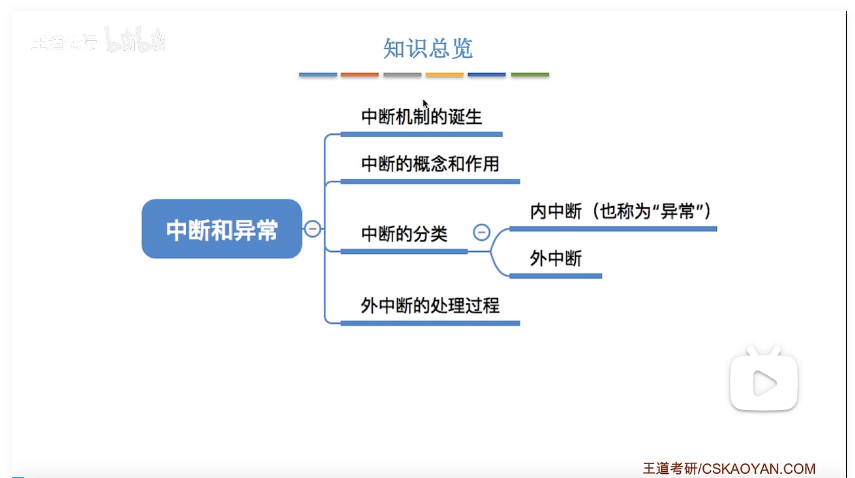 知识总览
中断机制的诞生
中断的概念和作用
内中断（也称为“异常”）
中断和异常
中断的分类
外中断
外中断的处理过程
王道考研/CSKAOYAN.COM